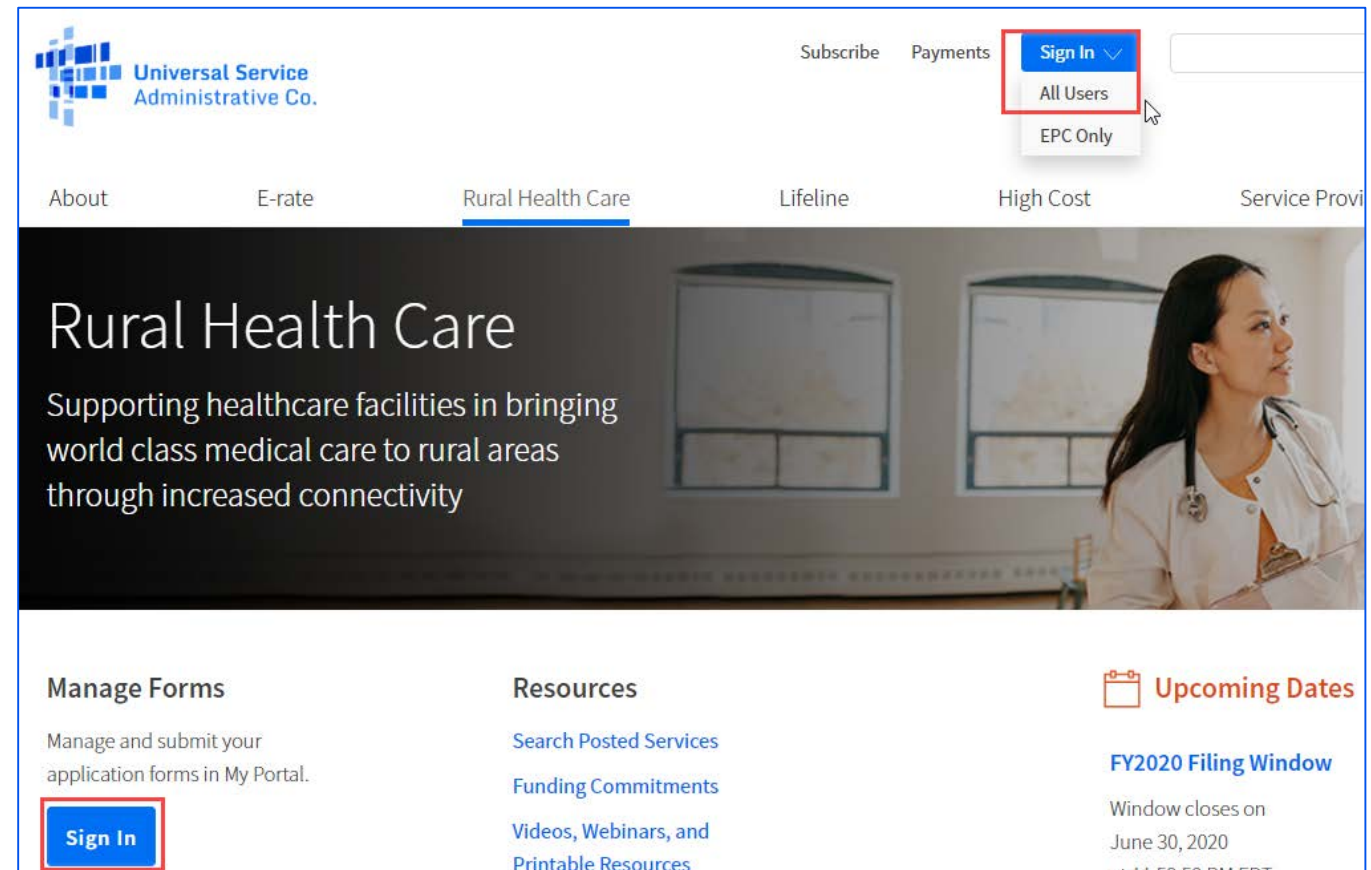 Universal Service
Administrative Co.
Subscribe
Payments
Sign In
All Users
EPC Only
About
E-rate
Rural Health Care
Lifeline
High Cost
Service Provi
Rural Health Care
Supporting healthcare facilities in bringing
world class medical care to rural areas
through increased connectivity
Manage Forms
Manage and submit your
application forms in My Portal.
Sign In
Resources
Search Posted Services
Funding Commitments
Videos, Webinars, and
Printable Resources
Upcoming Dates
FY2020 Filing Window
Window closes on
June 30, 2020